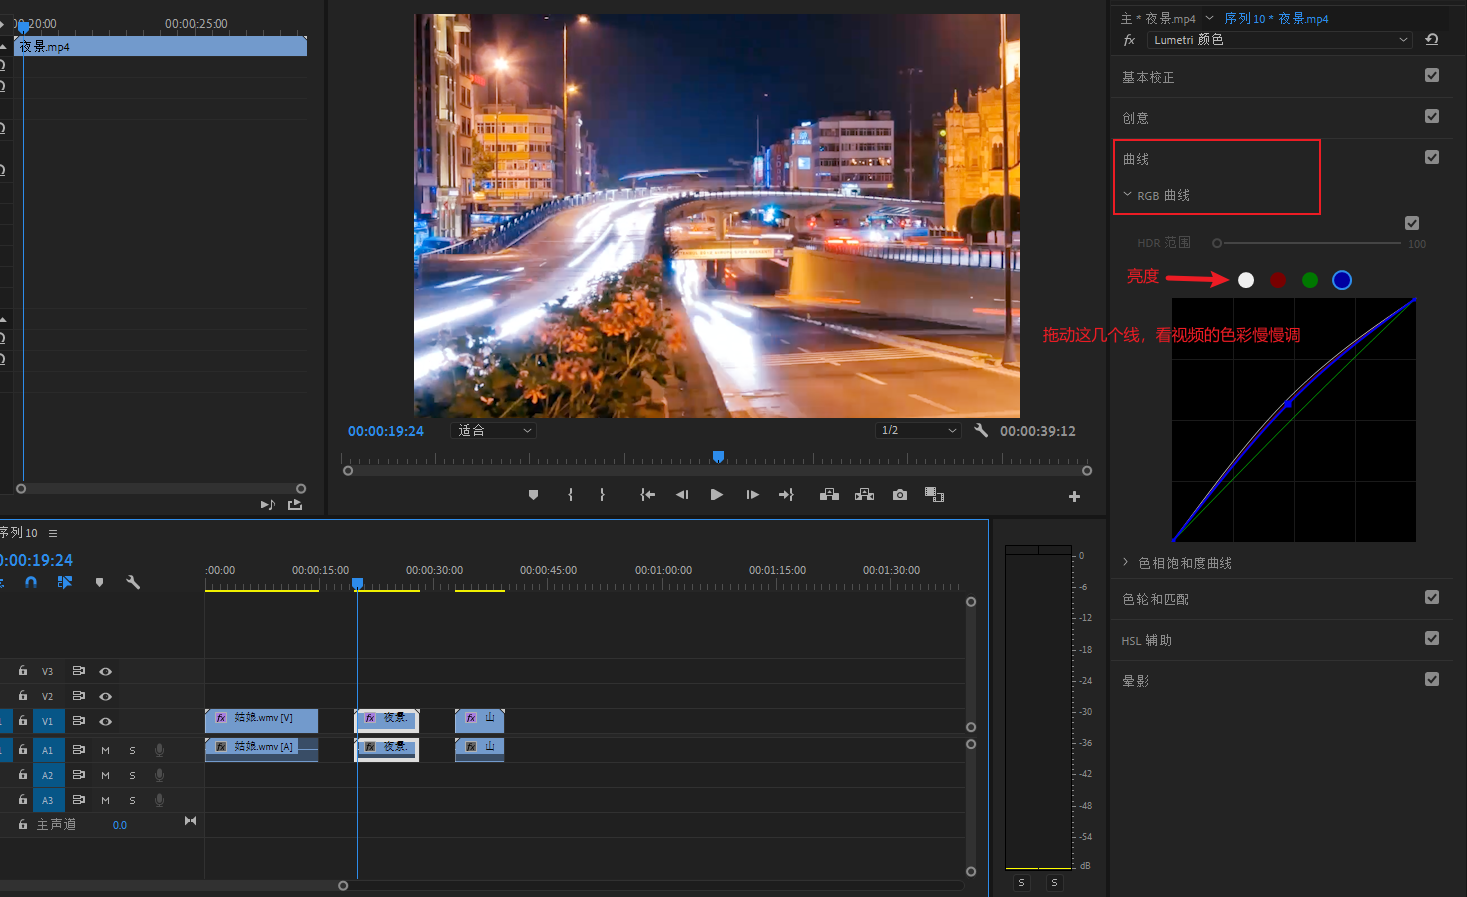 00:00:25:00
夜景.mp4
00:00:19:24
适合
1/2
00:00:39:12
主 * 夜景.mp4
序列 10 * 夜景.mp4
fx
Lumetri 颜色
基本校正
创意
曲线
RGB 曲线
HDR 范围
100
亮度
拖动这几个线，看视频的色彩慢慢调
色相饱和度曲线
色轮和匹配
HSL 辅助
晕影
序列 10
0:00:19:24
:00:00
00:00:15:00
00:00:30:00
00:00:45:00
00:01:00:00
00:01:15:00
00:01:30:00
V3
V2
V1
fx 姑娘.wmv [V]
fx 夜景.
fx 山
A1 M S
fx 姑娘.wmv [A]
fx 夜景.
fx 山
A2 M S
A3 M S
主声道 0.0
0
-6
-12
-18
-24
-30
-36
-42
-48
-54
dB
S S